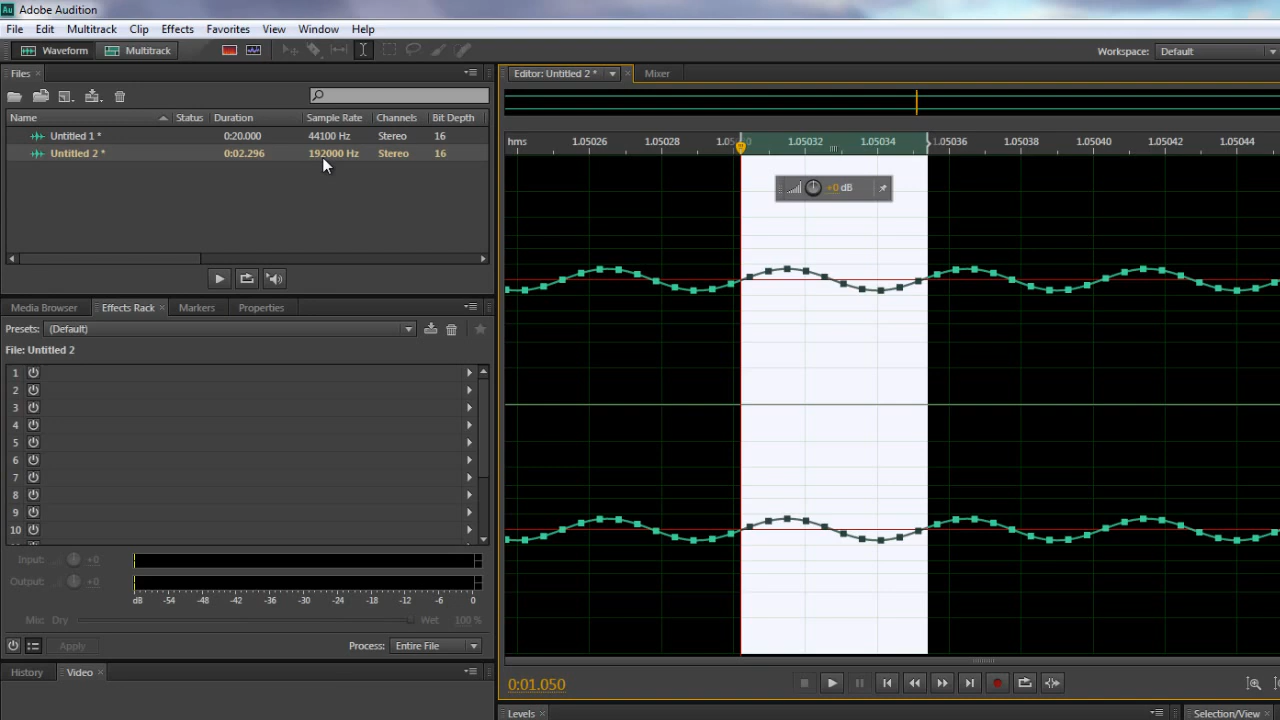 Au Adobe Audition
File Edit Multitrack Clip Effects Favorites View Window Help
Waveform Multitrack Workspace: Default
Files × Editor: Untitled 2 * × Mixer
Name Status Duration Sample Rate Channels Bit Depth
Untitled 1 * 0:20.000 44100 Hz Stereo 16
Untitled 2 * 0:02.296 192000 Hz Stereo 16
hms 1.05026 1.05028 1.05032 1.05034 1.05036 1.05038 1.05040 1.05042 1.05044
+0 dB
Media Browser Effects Rack × Markers Properties
Presets: (Default)
File: Untitled 2
1
2
3
4
5
6
7
8
9
10
Input: +0
Output: +0
dB -54 -48 -42 -36 -30 -24 -18 -12 -6 0
Mix: Dry Wet 100 %
Apply Process: Entire File
History Video ×
0:01.050
Levels × Selection/View ×